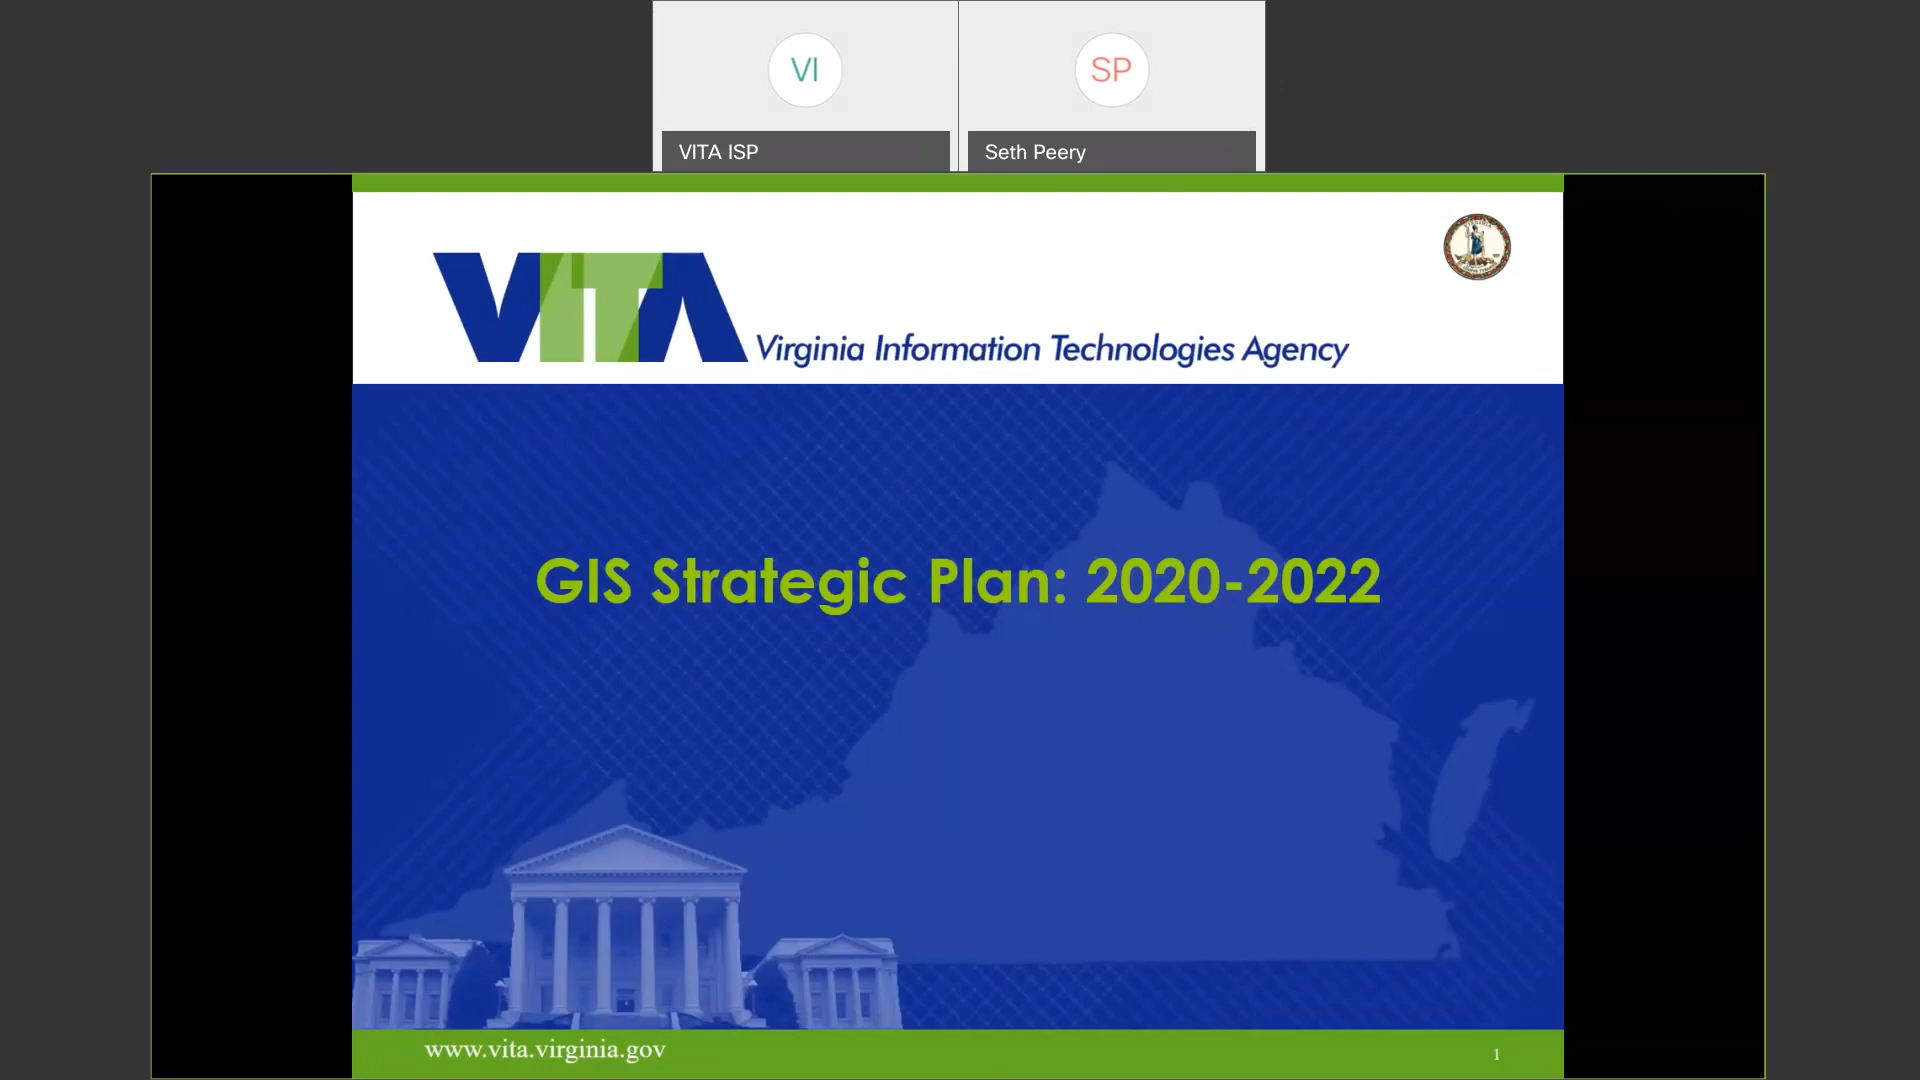 VI
SP
VITA ISP
Seth Peery
VITA
Virginia Information Technologies Agency
GIS Strategic Plan: 2020-2022
www.vita.virginia.gov
1